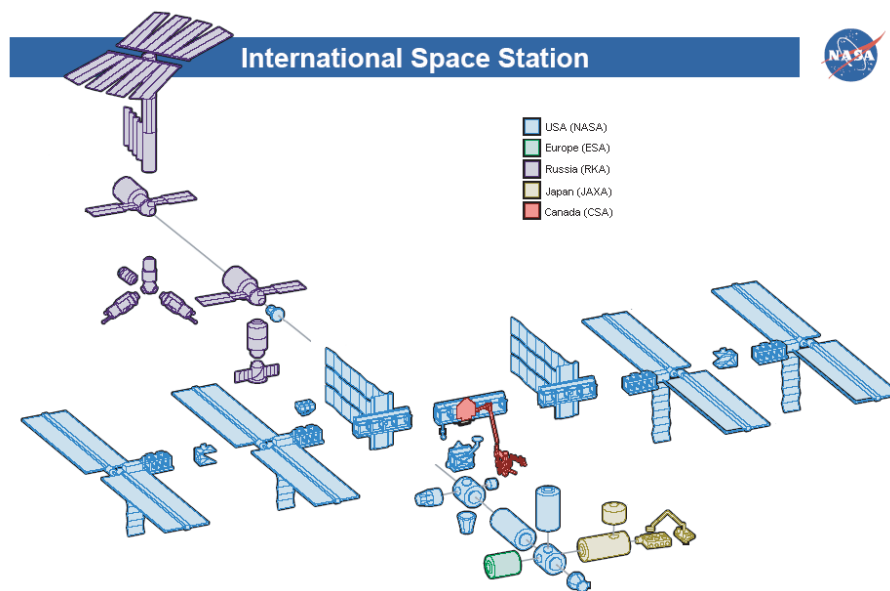 International Space Station
NASA
USA (NASA)
Europe (ESA)
Russia (RKA)
Japan (JAXA)
Canada (CSA)